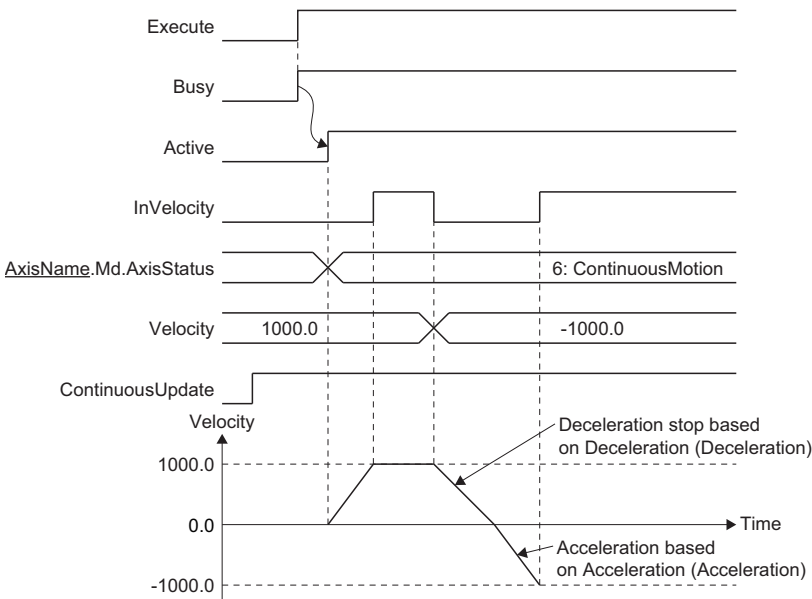 Execute
Busy
Active
InVelocity
AxisName.Md.AxisStatus
6: ContinuousMotion
Velocity
1000.0
-1000.0
ContinuousUpdate
Velocity
Deceleration stop based
on Deceleration (Deceleration)
1000.0
0.0
Time
Acceleration based
on Acceleration (Acceleration)
-1000.0